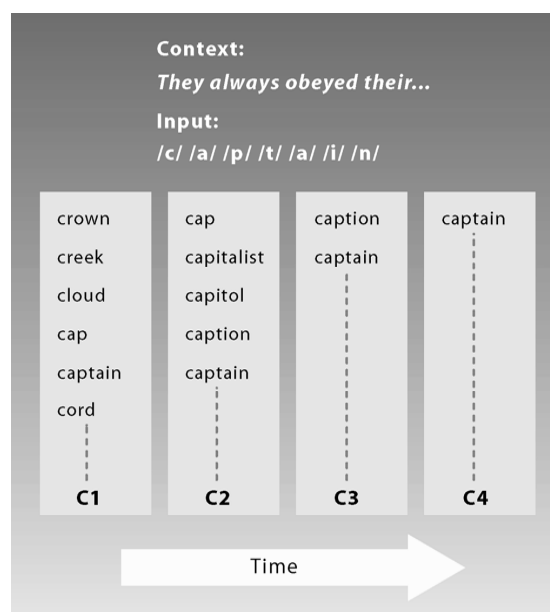 Context:
They always obeyed their...
Input:
/c/ /a/ /p/ /t/ /a/ /i/ /n/
crown
creek
cloud
cap
captain
cord
C1
cap
capitalist
capitol
caption
captain
C2
caption
captain
C3
captain
C4
Time